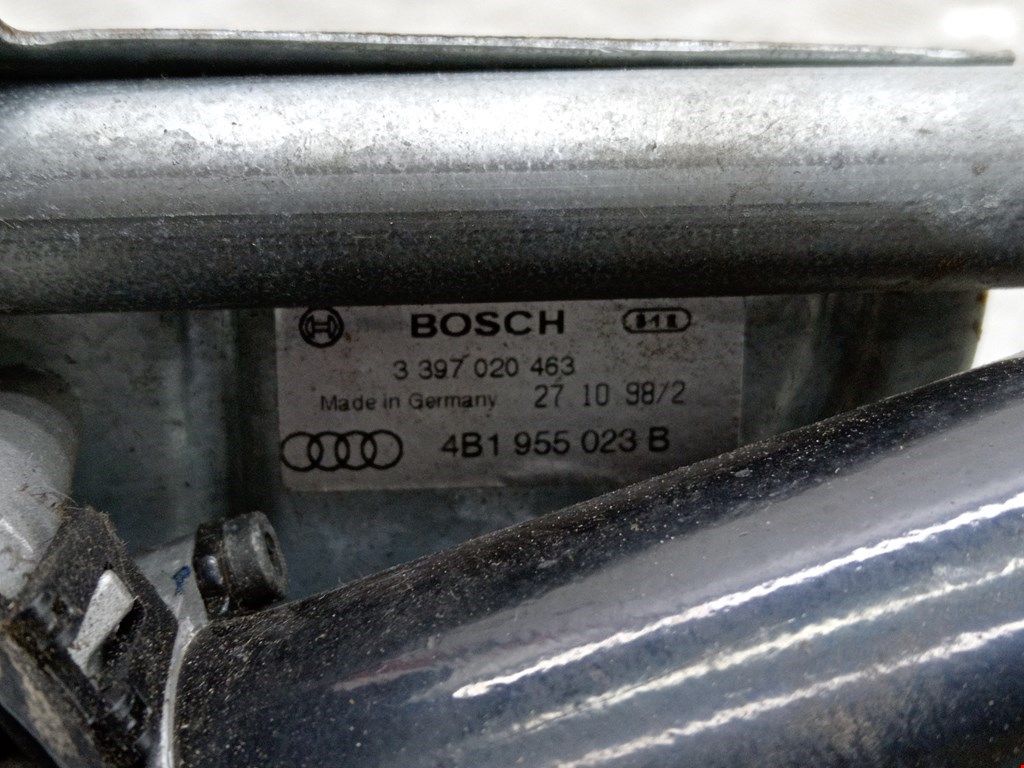 BOSCH
3 397 020 463
Made in Germany 27 10 98/2
4B1 955 023 B